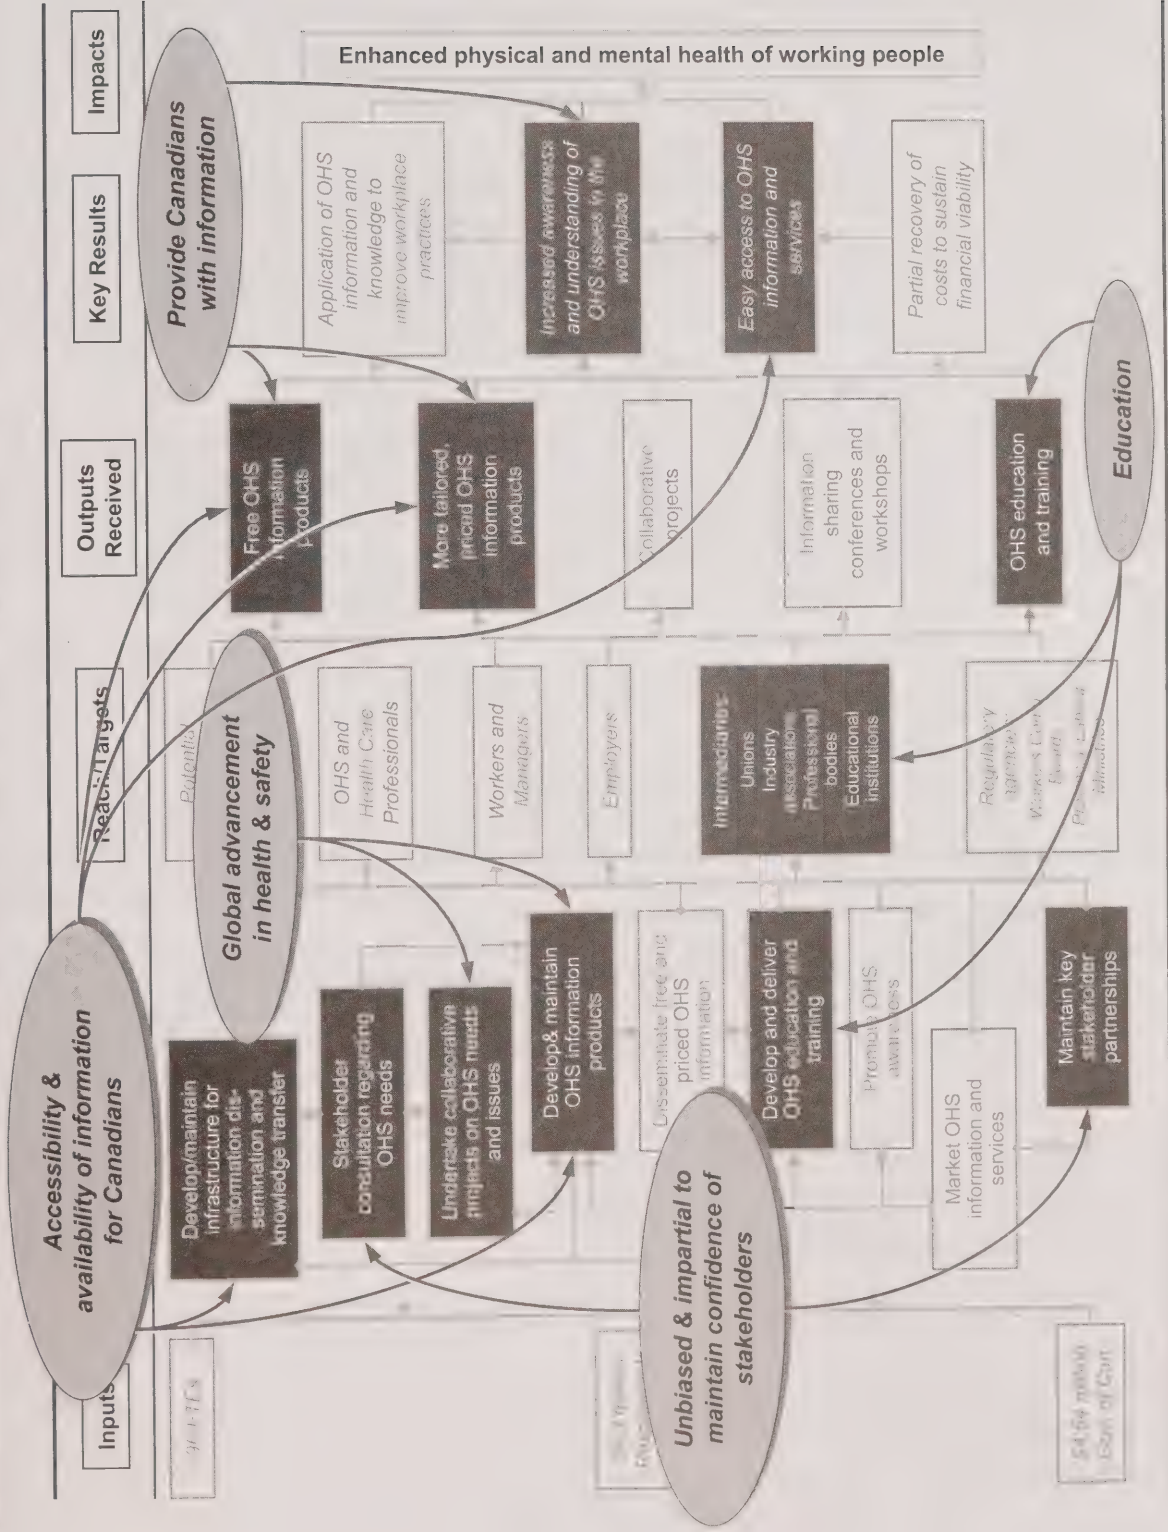 Inputs
Reach/Targets
Outputs
Received
Key Results
Impacts
Accessibility &
availability of information
for Canadians
Provide Canadians
with information
Global advancement
in health & safety
Unbiased & impartial to
maintain confidence of
stakeholders
Education
Develop/maintain
infrastructure for
information dis-
semination and
knowledge transfer
Stakeholder
consultation regarding
OHS needs
Undertake collaborative
projects on OHS needs
and issues
Develop& maintain
OHS information
products
Disseminate free and
priced OHS
information
Develop and deliver
OHS education and
training
Promote OHS
awareness
Market OHS
information and
services
Maintain key
stakeholder
partnerships
Potential
OHS and
Health Care
Professionals
Workers and
Managers
Employers
Intermediaries-
Unions
Industry
associations
Professional
bodies
Educational
institutions
Regulatory
agencies
Free OHS
information
products
More tailored,
priced OHS
information
products
Collaborative
projects
Information
sharing
conferences and
workshops
OHS education
and training
Application of OHS
information and
knowledge to
improve workplace
practices
Increased awareness
and understanding of
OHS issues in the
workplace
Easy access to OHS
information and
services
Partial recovery of
costs to sustain
financial viability
Enhanced physical and mental health of working people